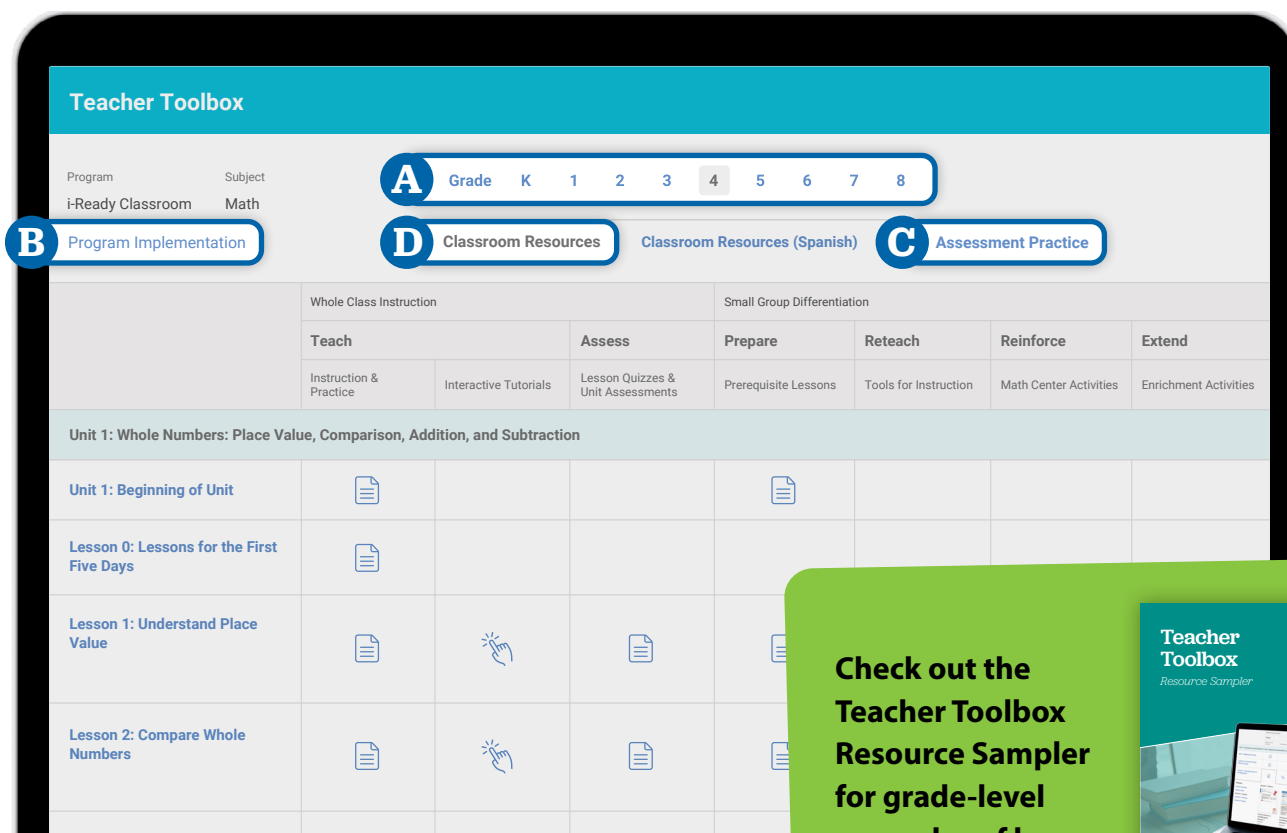 Teacher Toolbox
Program
Subject
i-Ready Classroom
Math
A
Grade K 1 2 3 4 5 6 7 8
B
Program Implementation
D
Classroom Resources
Classroom Resources (Spanish)
C
Assessment Practice
Whole Class Instruction
Small Group Differentiation
Teach
Assess
Prepare
Reteach
Reinforce
Extend
Instruction &
Practice
Interactive Tutorials
Lesson Quizzes &
Unit Assessments
Prerequisite Lessons
Tools for Instruction
Math Center Activities
Enrichment Activities
Unit 1: Whole Numbers: Place Value, Comparison, Addition, and Subtraction
Unit 1: Beginning of Unit
Lesson 0: Lessons for the First
Five Days
Lesson 1: Understand Place
Value
Lesson 2: Compare Whole
Numbers
Check out the
Teacher Toolbox
Resource Sampler
for grade-level
Teacher
Toolbox
Resource Sampler